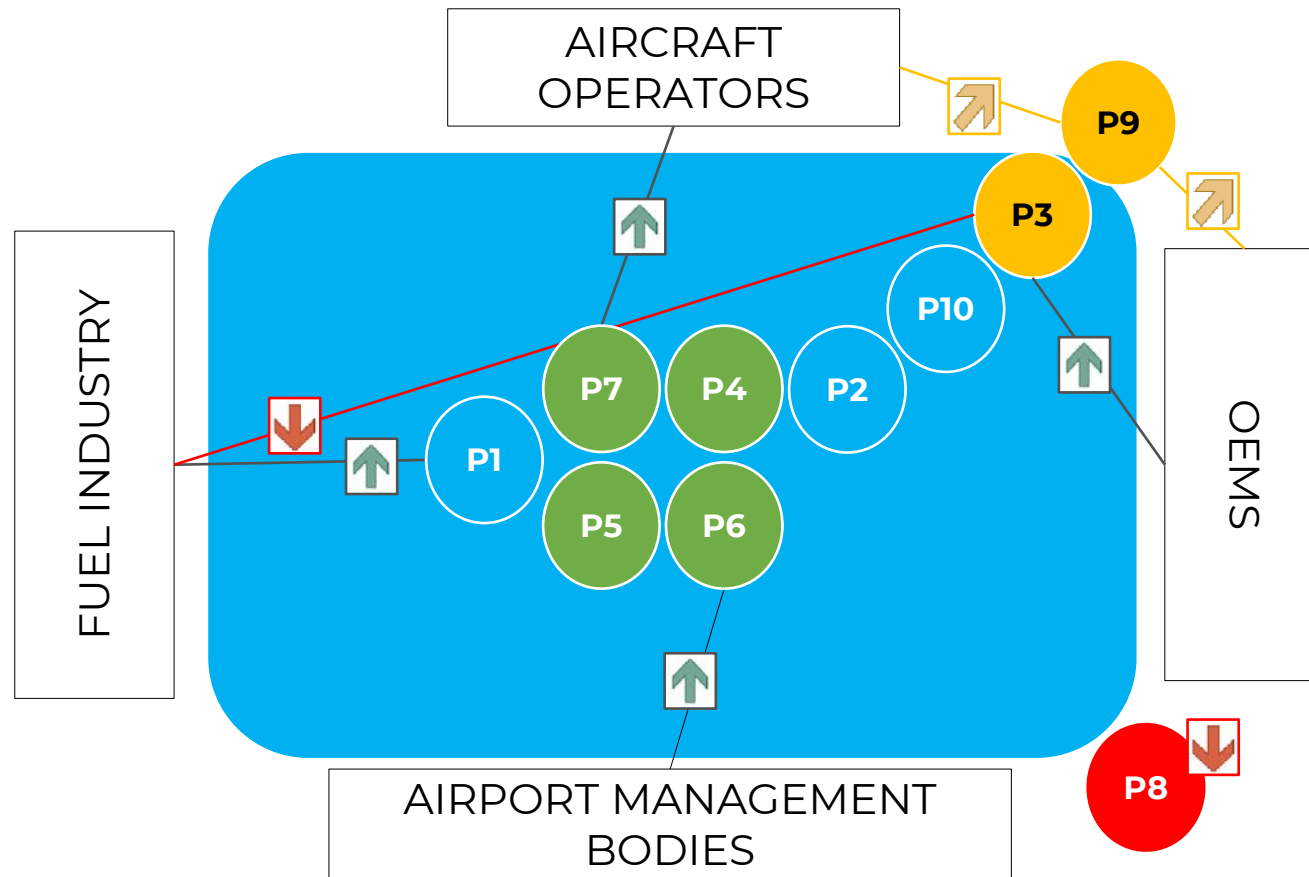 AIRCRAFT
OPERATORS
P9
P3
P10
FUEL INDUSTRY
P7
P4
P2
OEMS
P1
P5
P6
P8
AIRPORT MANAGEMENT
BODIES